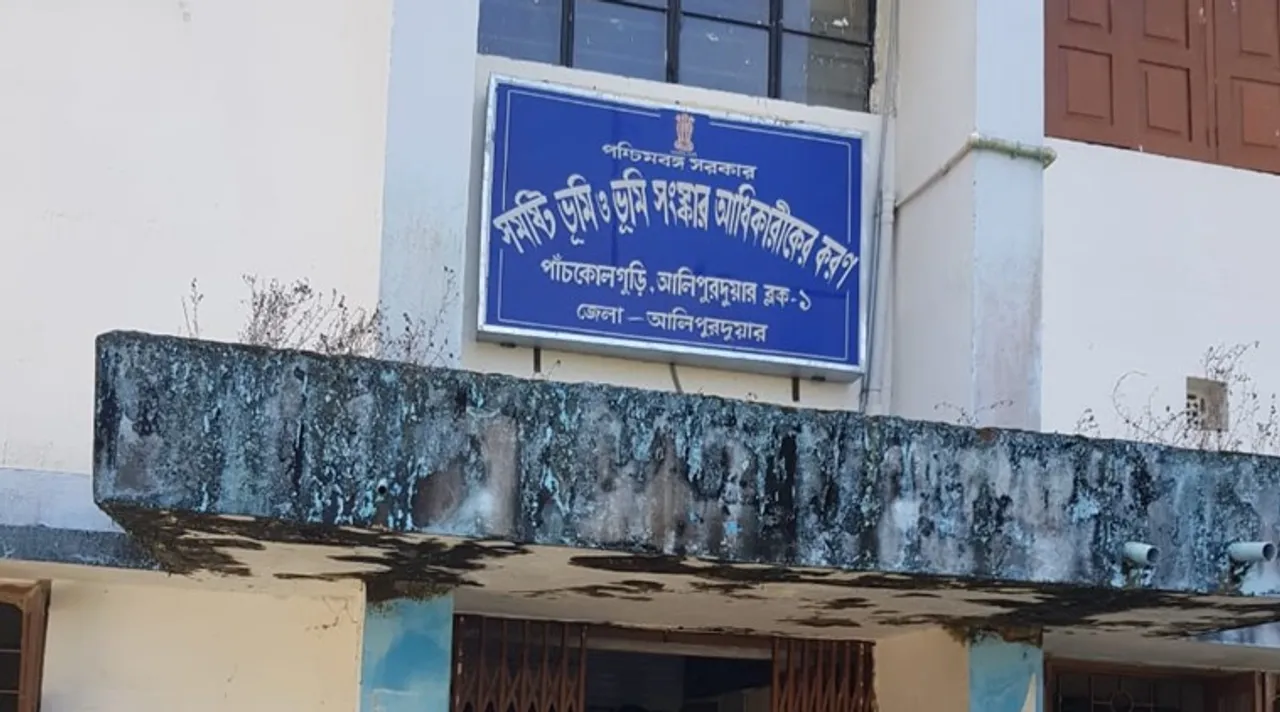 পশ্চিমবঙ্গ সরকার
সমষ্টি ভূমি ও ভূমি সংস্কার আধিকারীকের করণ
পাঁচকোলগুড়ি, আলিপুরদুয়ার ব্লক-১
জেলা – আলিপুরদুয়ার